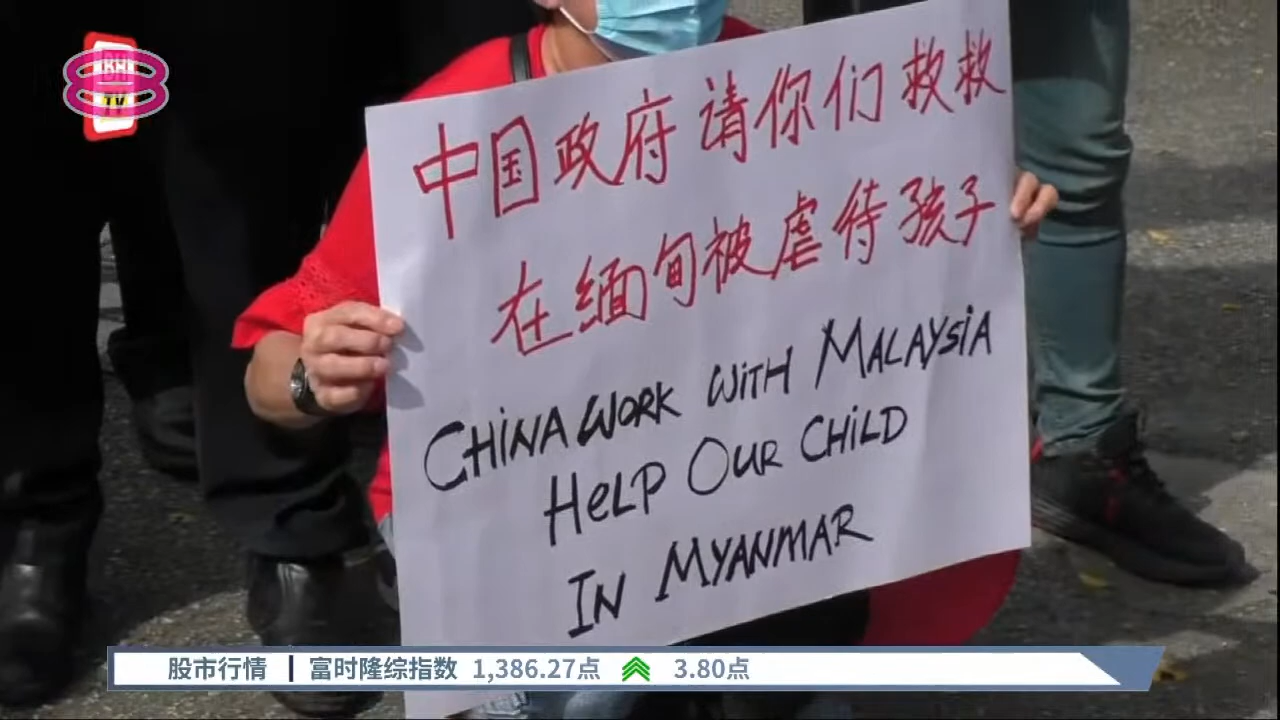 中国政府请你们救救
在缅甸被虐待孩子
CHiNA WORK WiTH MALAYSiA
HeLP OUR CHiLD
IN MYANMAR
TV
股市行情 | 富时隆综指数 1,386.27点 3.80点